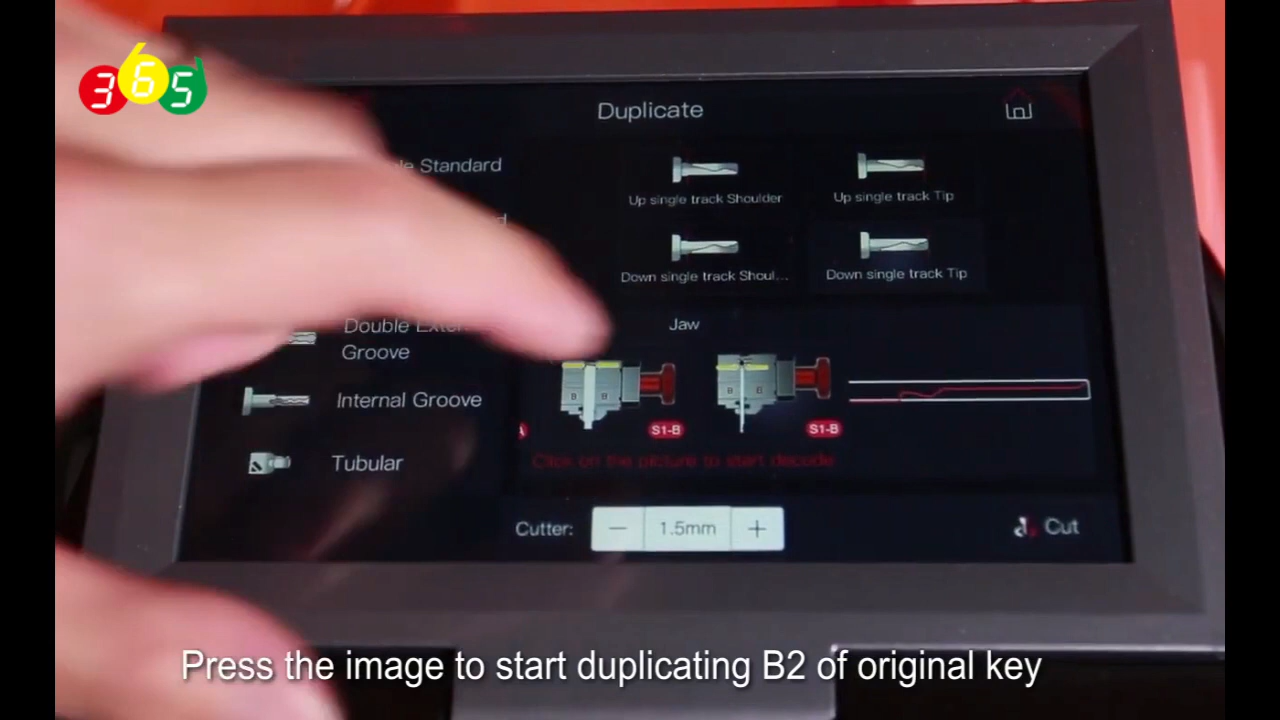 365
Duplicate
Standard
Up single track Shoulder
Up single track Tip
Down single track Shoul...
Down single track Tip
Double
Groove
Jaw
B B
B B
S1-B
S1-B
Internal Groove
Click on the picture to start decode
Tubular
Cutter:
— 1.5mm +
Cut
Press the image to start duplicating B2 of original key